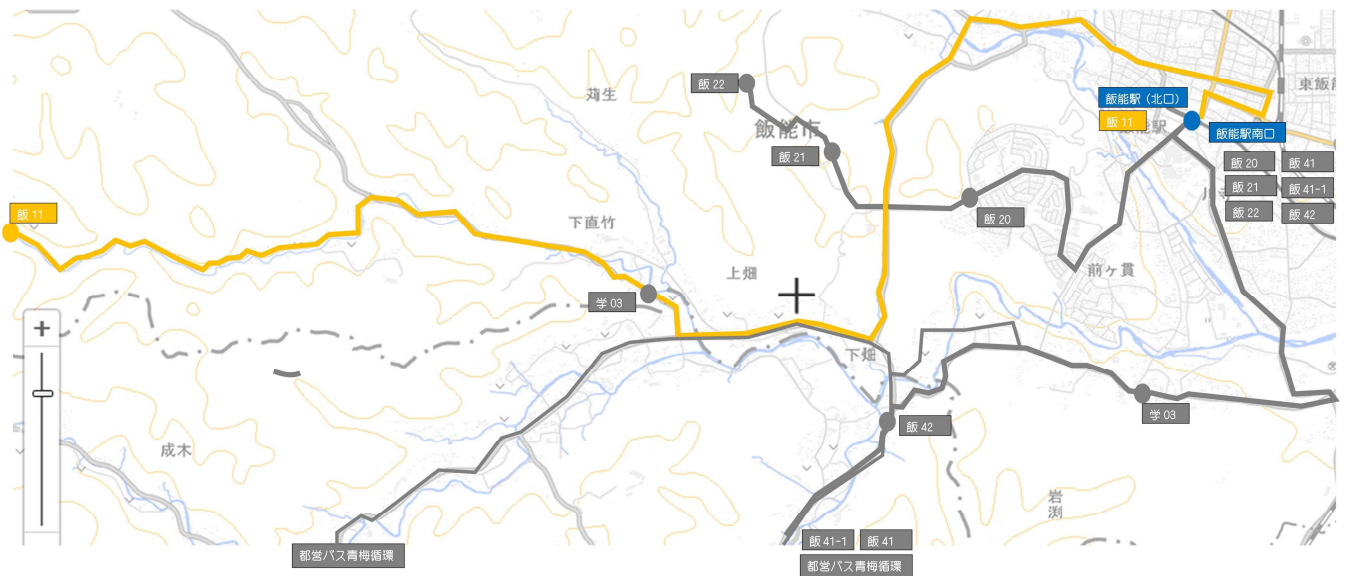 苅生
飯 22
飯能市
飯 21
飯能駅（北口）
飯 11
飯能駅
飯能駅南口
飯 20
飯 41
飯 21
飯 41-1
飯 22
飯 42
飯 11
下直竹
飯 20
上畑
前ヶ貫
学 03
＋
下畑
学 03
飯 42
成木
岩
渕
都営バス青梅循環
飯 41-1
飯 41
都営バス青梅循環